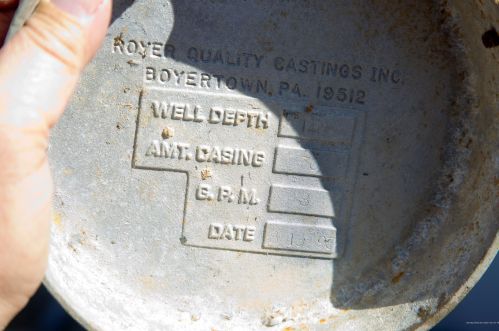 ROYER QUALITY CASTINGS INC.
BOYERTOWN, PA. 19512
WELL DEPTH
AMT. CASING
G. P. M.
DATE